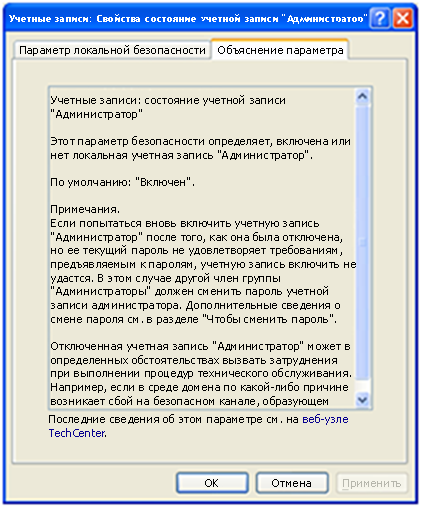 Учетные записи: Свойства состояние учетной записи "Администратор"
Параметр локальной безопасности
Объяснение параметра
Учетные записи: состояние учетной записи
"Администратор"
Этот параметр безопасности определяет, включена или
нет локальная учетная запись "Администратор".
По умолчанию: "Включен".
Примечания.
Если попытаться вновь включить учетную запись
"Администратор" после того, как она была отключена,
но ее текущий пароль не удовлетворяет требованиям,
предъявляемым к паролям, учетную запись включить не
удастся. В этом случае другой член группы
"Администраторы" должен сменить пароль учетной
записи администратора. Дополнительные сведения о
смене пароля см. в разделе "Чтобы сменить пароль".
Отключенная учетная запись "Администратор" может в
определенных обстоятельствах вызвать затруднения
при выполнении процедур технического обслуживания.
Например, если в среде домена по какой-либо причине
возникает сбой на безопасном канале, образующем
Последние сведения об этом параметре см. на веб-узле
TechCenter.
ОК
Отмена
Применить